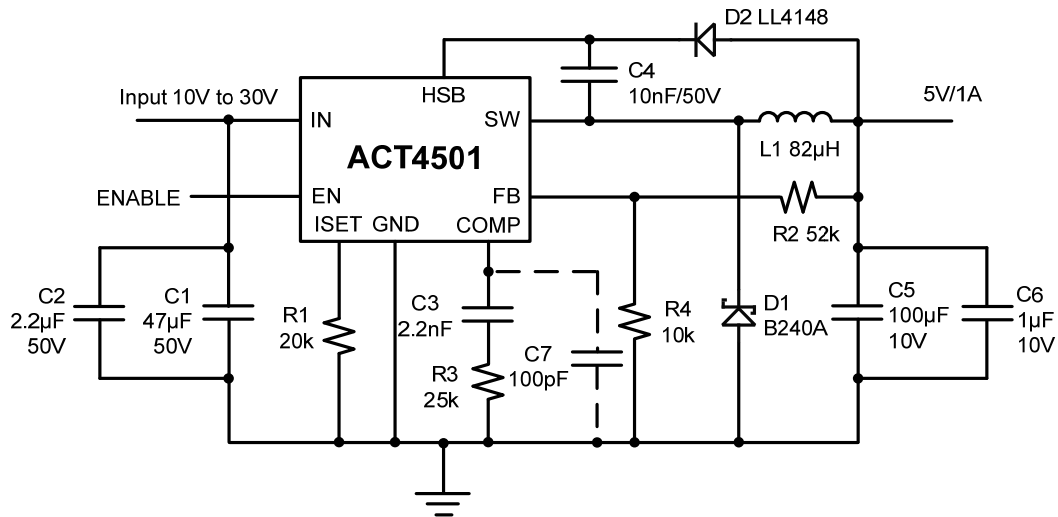 D2 LL4148
C4
10nF/50V
Input 10V to 30V
HSB
5V/1A
IN
SW
ACT4501
L1 82µH
ENABLE
EN
FB
ISET
GND
COMP
R2 52k
C2
2.2µF
50V
C1
47µF
50V
R1
20k
C3
2.2nF
R3
25k
C7
100pF
R4
10k
D1
B240A
C5
100µF
10V
C6
1µF
10V